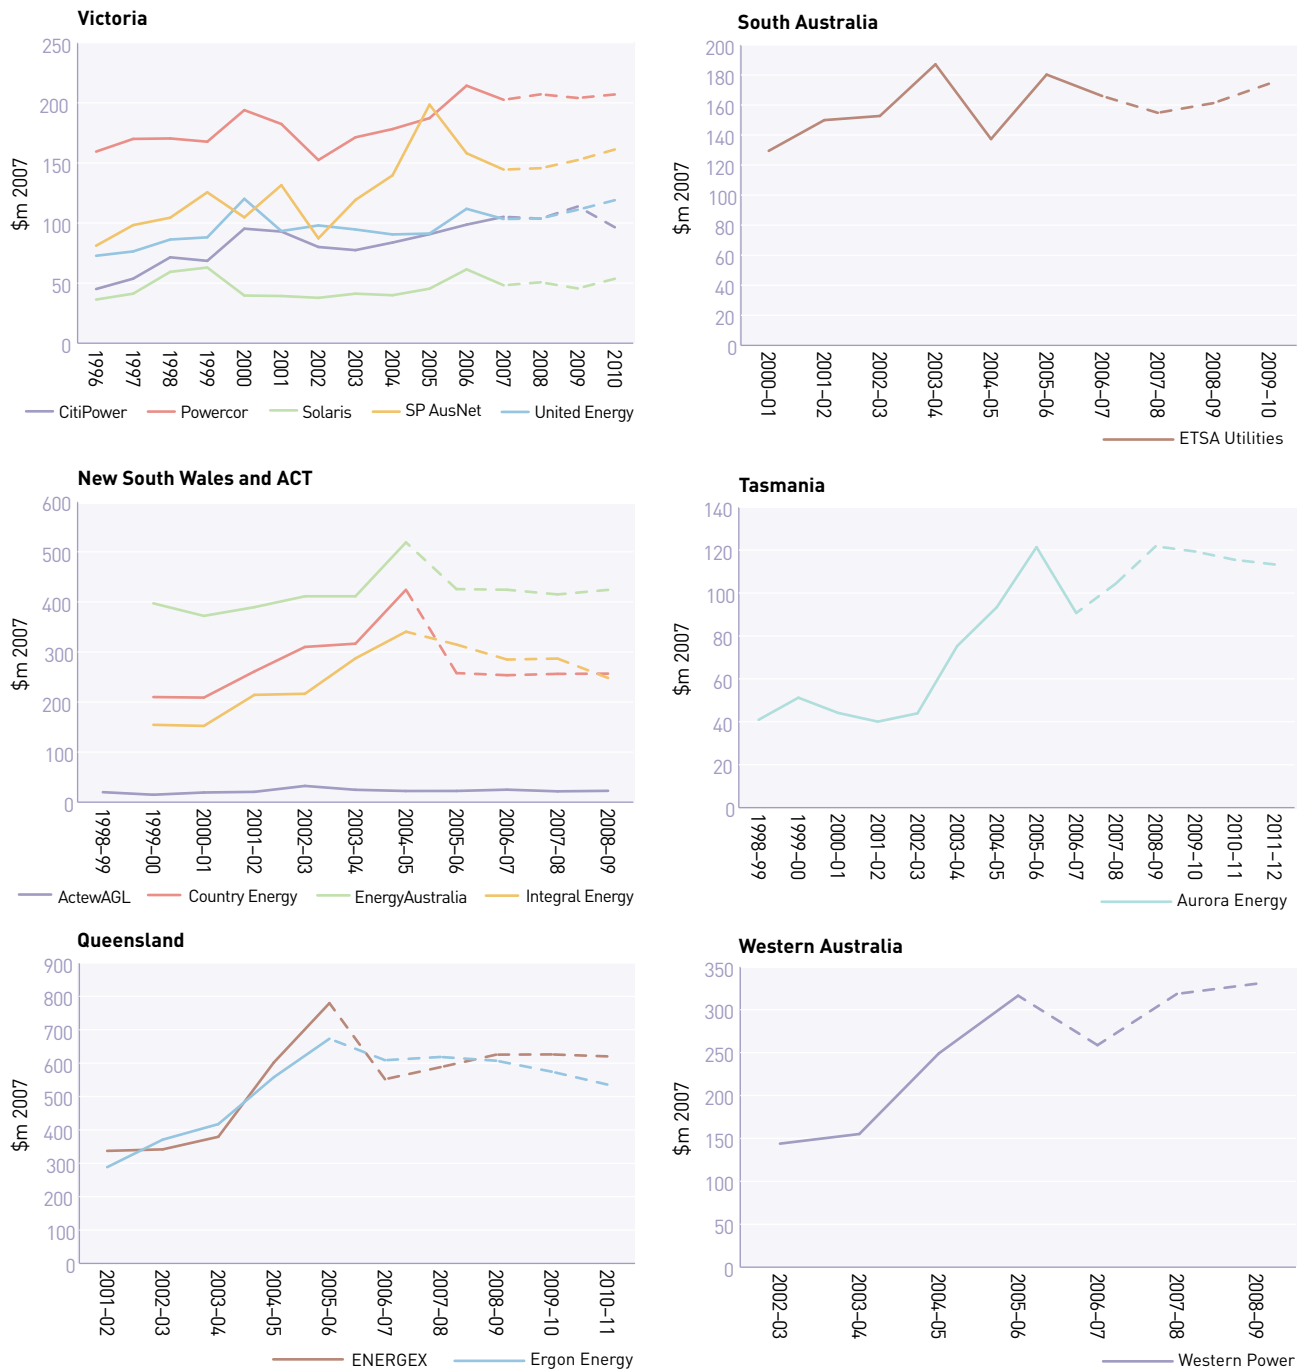 Victoria
250
200
150
100
50
0
$m 2007
1996 1997 1998 1999 2000 2001 2002 2003 2004 2005 2006 2007 2008 2009 2010
CitiPower Powercor Solaris SP AusNet United Energy
South Australia
200
180
160
140
120
100
80
60
40
20
0
$m 2007
2000–01 2001–02 2002–03 2003–04 2004–05 2005–06 2006–07 2007–08 2008–09 2009–10
ETSA Utilities
New South Wales and ACT
600
500
400
300
200
100
0
$m 2007
1998–99 1999–00 2000–01 2001–02 2002–03 2003–04 2004–05 2005–06 2006–07 2007–08 2008–09
ActewAGL Country Energy EnergyAustralia Integral Energy
Tasmania
140
120
100
80
60
40
20
0
$m 2007
1998–99 1999–00 2000–01 2001–02 2002–03 2003–04 2004–05 2005–06 2006–07 2007–08 2008–09 2009–10 2010–11 2011–12
Aurora Energy
Queensland
900
800
700
600
500
400
300
200
100
0
$m 2007
2001–02 2002–03 2003–04 2004–05 2005–06 2006–07 2007–08 2008–09 2009–10 2010–11
ENERGEX Ergon Energy
Western Australia
350
300
250
200
150
100
50
0
$m 2007
2002–03 2003–04 2004–05 2005–06 2006–07 2007–08 2008–09
Western Power